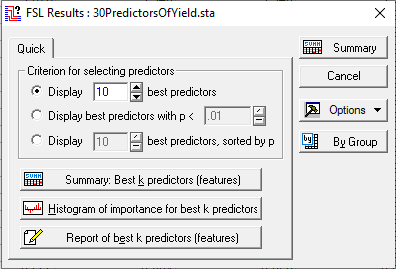 FSL Results : 30PredictorsOfYield.sta
Quick
Criterion for selecting predictors
Display 10 best predictors
Display best predictors with p < .01
Display 10 best predictors, sorted by p
Summary: Best k predictors (features)
Histogram of importance for best k predictors
Report of best k predictors (features)
Summary
Cancel
Options
By Group